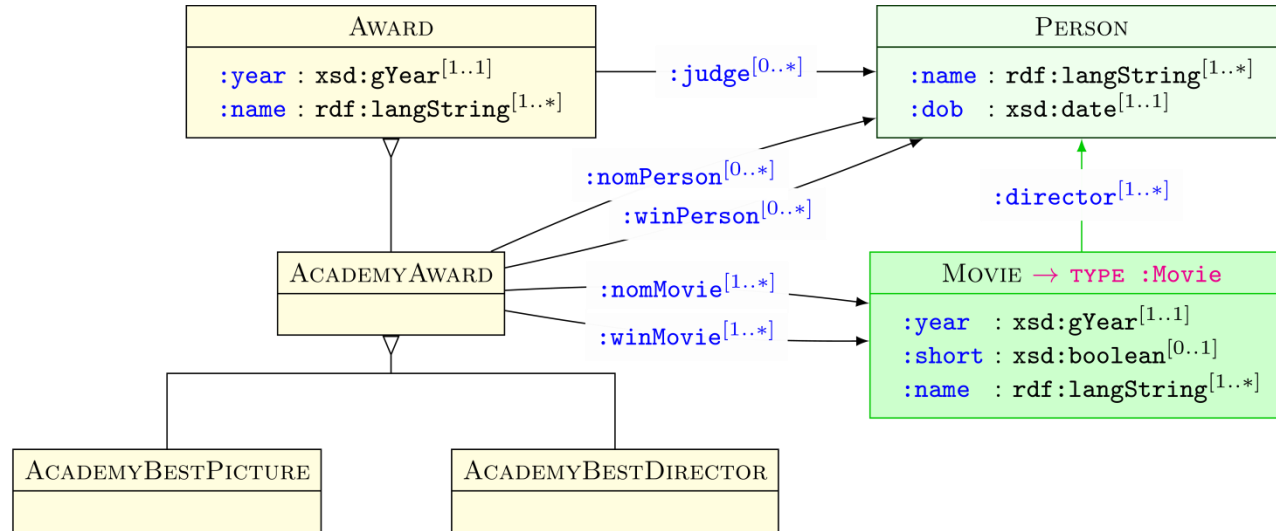 AWARD
:year : xsd:gYear[1..1]
:name : rdf:langString[1..*]
:judge[0..*]
PERSON
:name : rdf:langString[1..*]
:dob : xsd:date[1..1]
:nomPerson[0..*]
:winPerson[0..*]
:director[1..*]
ACADEMYAWARD
:nomMovie[1..*]
:winMovie[1..*]
MOVIE → TYPE :Movie
:year : xsd:gYear[1..1]
:short : xsd:boolean[0..1]
:name : rdf:langString[1..*]
ACADEMYBESTPICTURE
ACADEMYBESTDIRECTOR